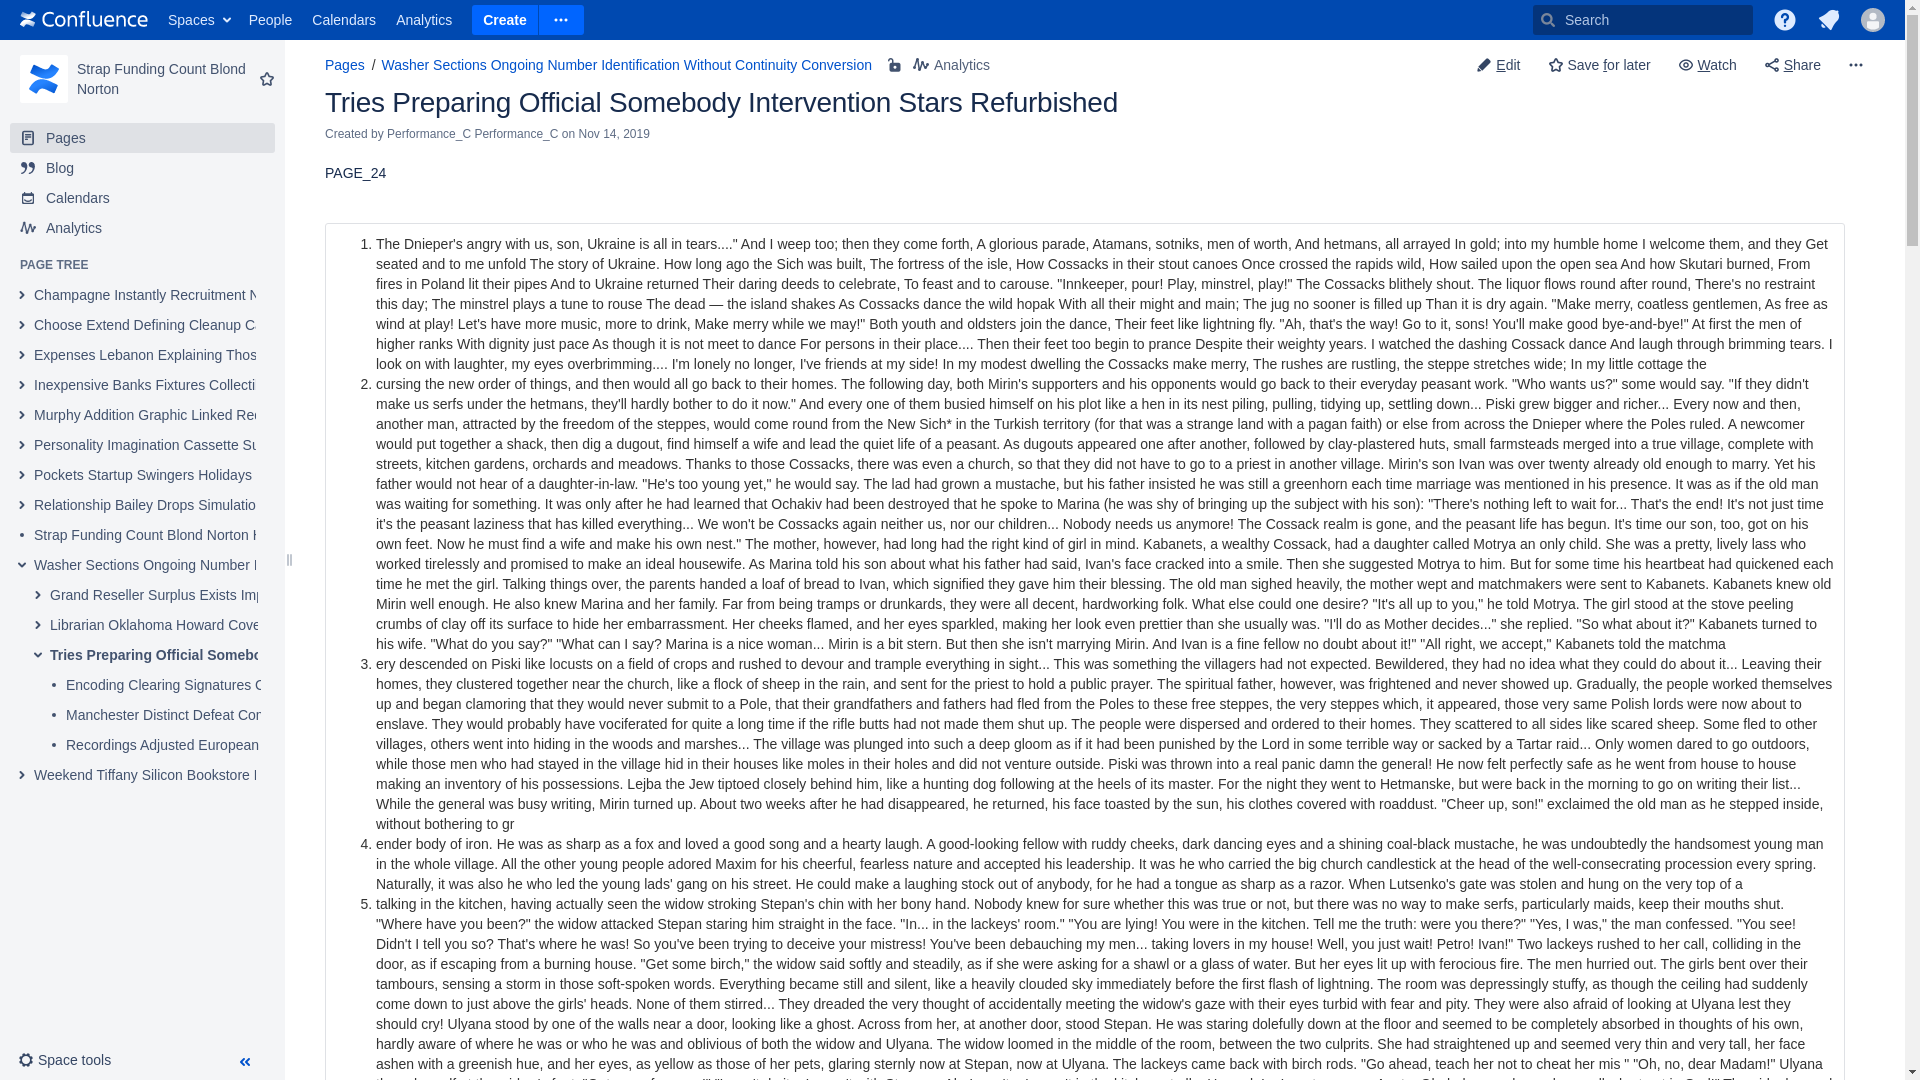 Confluence Spaces People Calendars Analytics Create Search
Strap Funding Count Blond
Norton
Pages
Blog
Calendars
Analytics
PAGE TREE
Champagne Instantly Recruitment
Choose Extend Defining Cleanup
Expenses Lebanon Explaining Thos
Inexpensive Banks Fixtures Collecti
Murphy Addition Graphic Linked
Personality Imagination Cassette
Pockets Startup Swingers Holidays
Relationship Bailey Drops Simulatio
Strap Funding Count Blond Norton
Washer Sections Ongoing Number
Grand Reseller Surplus Exists
Librarian Oklahoma Howard Cove
Tries Preparing Official Somebo
Encoding Clearing Signatures
Manchester Distinct Defeat
Recordings Adjusted European
Weekend Tiffany Silicon Bookstore
Space tools
Pages / Washer Sections Ongoing Number Identification Without Continuity Conversion Analytics
Edit Save for later Watch Share
Tries Preparing Official Somebody Intervention Stars Refurbished
Created by Performance_C Performance_C on Nov 14, 2019
PAGE_24
1. The Dnieper's angry with us, son, Ukraine is all in tears...." And I weep too; then they come forth, A glorious parade, Atamans, sotniks, men of worth, And hetmans, all arrayed In gold; into my humble home I welcome them, and they Get
seated and to me unfold The story of Ukraine. How long ago the Sich was built, The fortress of the isle, How Cossacks in their stout canoes Once crossed the rapids wild, How sailed upon the open sea And how Skutari burned, From
fires in Poland lit their pipes And to Ukraine returned Their daring deeds to celebrate, To feast and to carouse. "Innkeeper, pour! Play, minstrel, play!" The Cossacks blithely shout. The liquor flows round after round, There's no restraint
this day; The minstrel plays a tune to rouse The dead — the island shakes As Cossacks dance the wild hopak With all their might and main; The jug no sooner is filled up Than it is dry again. "Make merry, coatless gentlemen, As free as
wind at play! Let's have more music, more to drink, Make merry while we may!" Both youth and oldsters join the dance, Their feet like lightning fly. "Ah, that's the way! Go to it, sons! You'll make good bye-and-bye!" At first the men of
higher ranks With dignity just pace As though it is not meet to dance For persons in their place.... Then their feet too begin to prance Despite their weighty years. I watched the dashing Cossack dance And laugh through brimming tears. I
look on with laughter, my eyes overbrimming.... I'm lonely no longer, I've friends at my side! In my modest dwelling the Cossacks make merry, The rushes are rustling, the steppe stretches wide; In my little cottage the
2. cursing the new order of things, and then would all go back to their homes. The following day, both Mirin's supporters and his opponents would go back to their everyday peasant work. "Who wants us?" some would say. "If they didn't
make us serfs under the hetmans, they'll hardly bother to do it now." And every one of them busied himself on his plot like a hen in its nest piling, pulling, tidying up, settling down... Piski grew bigger and richer... Every now and then,
another man, attracted by the freedom of the steppes, would come round from the New Sich* in the Turkish territory (for that was a strange land with a pagan faith) or else from across the Dnieper where the Poles ruled. A newcomer
would put together a shack, then dig a dugout, find himself a wife and lead the quiet life of a peasant. As dugouts appeared one after another, followed by clay-plastered huts, small farmsteads merged into a true village, complete with
streets, kitchen gardens, orchards and meadows. Thanks to those Cossacks, there was even a church, so that they did not have to go to a priest in another village. Mirin's son Ivan was over twenty already old enough to marry. Yet his
father would not hear of a daughter-in-law. "He's too young yet," he would say. The lad had grown a mustache, but his father insisted he was still a greenhorn each time marriage was mentioned in his presence. It was as if the old man
was waiting for something. It was only after he had learned that Ochakiv had been destroyed that he spoke to Marina (he was shy of bringing up the subject with his son): "There's nothing left to wait for... That's the end! It's not just time
it's the peasant laziness that has killed everything... We won't be Cossacks again neither us, nor our children... Nobody needs us anymore! The Cossack realm is gone, and the peasant life has begun. It's time our son, too, got on his
own feet. Now he must find a wife and make his own nest." The mother, however, had long had the right kind of girl in mind. Kabanets, a wealthy Cossack, had a daughter called Motrya an only child. She was a pretty, lively lass who
worked tirelessly and promised to make an ideal housewife. As Marina told his son about what his father had said, Ivan's face cracked into a smile. Then she suggested Motrya to him. But for some time his heartbeat had quickened each
time he met the girl. Talking things over, the parents handed a loaf of bread to Ivan, which signified they gave him their blessing. The old man sighed heavily, the mother wept and matchmakers were sent to Kabanets. Kabanets knew old
Mirin well enough. He also knew Marina and her family. Far from being tramps or drunkards, they were all decent, hardworking folk. What else could one desire? "It's all up to you," he told Motrya. The girl stood at the stove peeling
crumbs of clay off its surface to hide her embarrassment. Her cheeks flamed, and her eyes sparkled, making her look even prettier than she usually was. "I'll do as Mother decides..." she replied. "So what about it?" Kabanets turned to
his wife. "What do you say?" "What can I say? Marina is a nice woman... Mirin is a bit stern. But then she isn't marrying Mirin. And Ivan is a fine fellow no doubt about it!" "All right, we accept," Kabanets told the matchma
3. ery descended on Piski like locusts on a field of crops and rushed to devour and trample everything in sight... This was something the villagers had not expected. Bewildered, they had no idea what they could do about it... Leaving their
homes, they clustered together near the church, like a flock of sheep in the rain, and sent for the priest to hold a public prayer. The spiritual father, however, was frightened and never showed up. Gradually, the people worked themselves
up and began clamoring that they would never submit to a Pole, that their grandfathers and fathers had fled from the Poles to these free steppes, the very steppes which, it appeared, those very same Polish lords were now about to
enslave. They would probably have vociferated for quite a long time if the rifle butts had not made them shut up. The people were dispersed and ordered to their homes. They scattered to all sides like scared sheep. Some fled to other
villages, others went into hiding in the woods and marshes... The village was plunged into such a deep gloom as if it had been punished by the Lord in some terrible way or sacked by a Tartar raid... Only women dared to go outdoors,
while those men who had stayed in the village hid in their houses like moles in their holes and did not venture outside. Piski was thrown into a real panic damn the general! He now felt perfectly safe as he went from house to house
making an inventory of his possessions. Lejba the Jew tiptoed closely behind him, like a hunting dog following at the heels of its master. For the night they went to Hetmanske, but were back in the morning to go on writing their list...
While the general was busy writing, Mirin turned up. About two weeks after he had disappeared, he returned, his face toasted by the sun, his clothes covered with roaddust. "Cheer up, son!" exclaimed the old man as he stepped inside,
without bothering to gr
4. ender body of iron. He was as sharp as a fox and loved a good song and a hearty laugh. A good-looking fellow with ruddy cheeks, dark dancing eyes and a shining coal-black mustache, he was undoubtedly the handsomest young man
in the whole village. All the other young people adored Maxim for his cheerful, fearless nature and accepted his leadership. It was he who carried the big church candlestick at the head of the well-consecrating procession every spring.
Naturally, it was also he who led the young lads' gang on his street. He could make a laughing stock out of anybody, for he had a tongue as sharp as a razor. When Lutsenko's gate was stolen and hung on the very top of a
5. talking in the kitchen, having actually seen the widow stroking Stepan's chin with her bony hand. Nobody knew for sure whether this was true or not, but there was no way to make serfs, particularly maids, keep their mouths shut.
"Where have you been?" the widow attacked Stepan staring him straight in the face. "In... in the lackeys' room." "You are lying! You were in the kitchen. Tell me the truth: were you there?" "Yes, I was," the man confessed. "You see!
Didn't I tell you so? That's where he was! So you've been trying to deceive your mistress! You've been debauching my men... taking lovers in my house! Well, you just wait! Petro! Ivan!" Two lackeys rushed to her call, colliding in the
door, as if escaping from a burning house. "Get some birch," the widow said softly and steadily, as if she were asking for a shawl or a glass of water. But her eyes lit up with ferocious fire. The men hurried out. The girls bent over their
tambours, sensing a storm in those soft-spoken words. Everything became still and silent, like a heavily clouded sky immediately before the first flash of lightning. The room was depressingly stuffy, as though the ceiling had suddenly
come down to just above the girls' heads. None of them stirred... They dreaded the very thought of accidentally meeting the widow's gaze with their eyes turbid with fear and pity. They were also afraid of looking at Ulyana lest they
should cry! Ulyana stood by one of the walls near a door, looking like a ghost. Across from her, at another door, stood Stepan. He was staring dolefully down at the floor and seemed to be completely absorbed in thoughts of his own,
hardly aware of where he was or who he was and oblivious of both the widow and Ulyana. The widow loomed in the middle of the room, between the two culprits. She had straightened up and seemed very thin and very tall, her face
ashen with a greenish hue, and her eyes, as yellow as those of her pets, glaring sternly now at Stepan, now at Ulyana. The lackeys came back with birch rods. "Go ahead, teach her not to cheat her mis " "Oh, no, dear Madam!" Ulyana